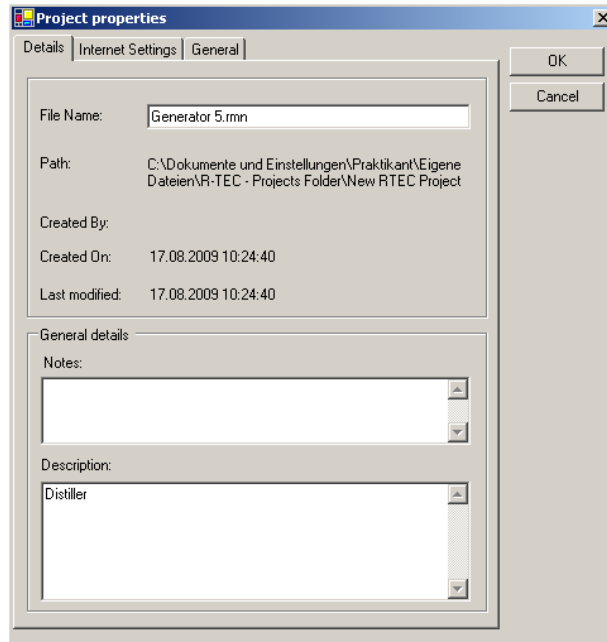 Project properties
Details Internet Settings General
OK
Cancel
File Name: Generator 5.rmn
Path: C:\Dokumente und Einstellungen\Praktikant\Eigene
Dateien\R-TEC - Projects Folder\New RTEC Project
Created By:
Created On: 17.08.2009 10:24:40
Last modified: 17.08.2009 10:24:40
General details
Notes:
Description:
Distiller